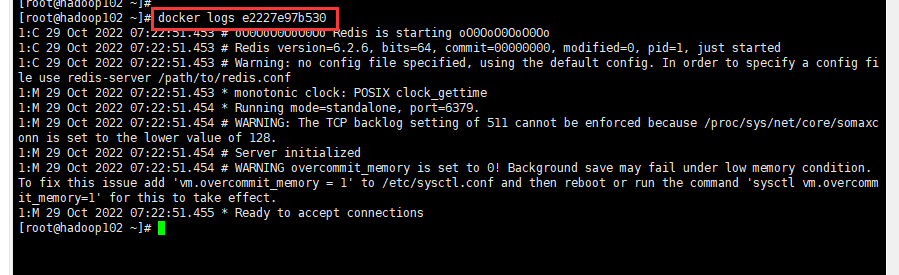 [root@hadoop102 ~]#
[root@hadoop102 ~]# docker logs e2227e97b530
1:C 29 Oct 2022 07:22:51.453 # oO0OoO0OoO0Oo Redis is starting oO0OoO0OoO0Oo
1:C 29 Oct 2022 07:22:51.453 # Redis version=6.2.6, bits=64, commit=00000000, modified=0, pid=1, just started
1:C 29 Oct 2022 07:22:51.453 # Warning: no config file specified, using the default config. In order to specify a config fi
le use redis-server /path/to/redis.conf
1:M 29 Oct 2022 07:22:51.453 * monotonic clock: POSIX clock_gettime
1:M 29 Oct 2022 07:22:51.454 * Running mode=standalone, port=6379.
1:M 29 Oct 2022 07:22:51.454 # WARNING: The TCP backlog setting of 511 cannot be enforced because /proc/sys/net/core/somaxc
onn is set to the lower value of 128.
1:M 29 Oct 2022 07:22:51.454 # Server initialized
1:M 29 Oct 2022 07:22:51.454 # WARNING overcommit_memory is set to 0! Background save may fail under low memory condition.
To fix this issue add 'vm.overcommit_memory = 1' to /etc/sysctl.conf and then reboot or run the command 'sysctl vm.overcomm
it_memory=1' for this to take effect.
1:M 29 Oct 2022 07:22:51.455 * Ready to accept connections
[root@hadoop102 ~]#